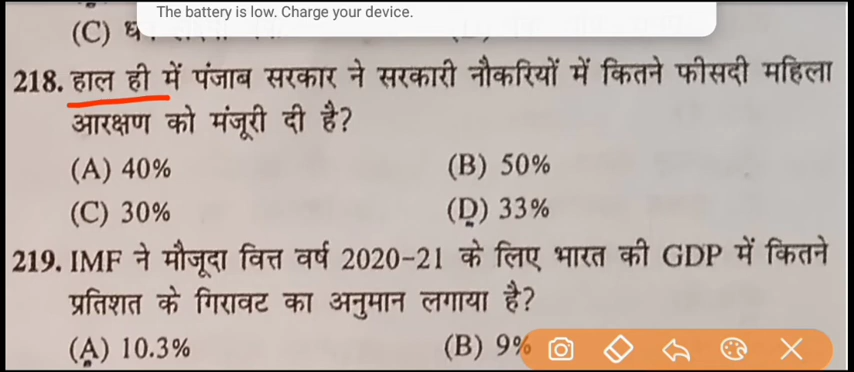 The battery is low. Charge your device.
(C)
218. हाल ही में पंजाब सरकार ने सरकारी नौकरियों में कितने फीसदी महिला
आरक्षण को मंजूरी दी है?
(A) 40% (B) 50%
(C) 30% (D) 33%
219. IMF ने मौजूदा वित्त वर्ष 2020-21 के लिए भारत की GDP में कितने
प्रतिशत के गिरावट का अनुमान लगाया है?
(A) 10.3% (B) 9%